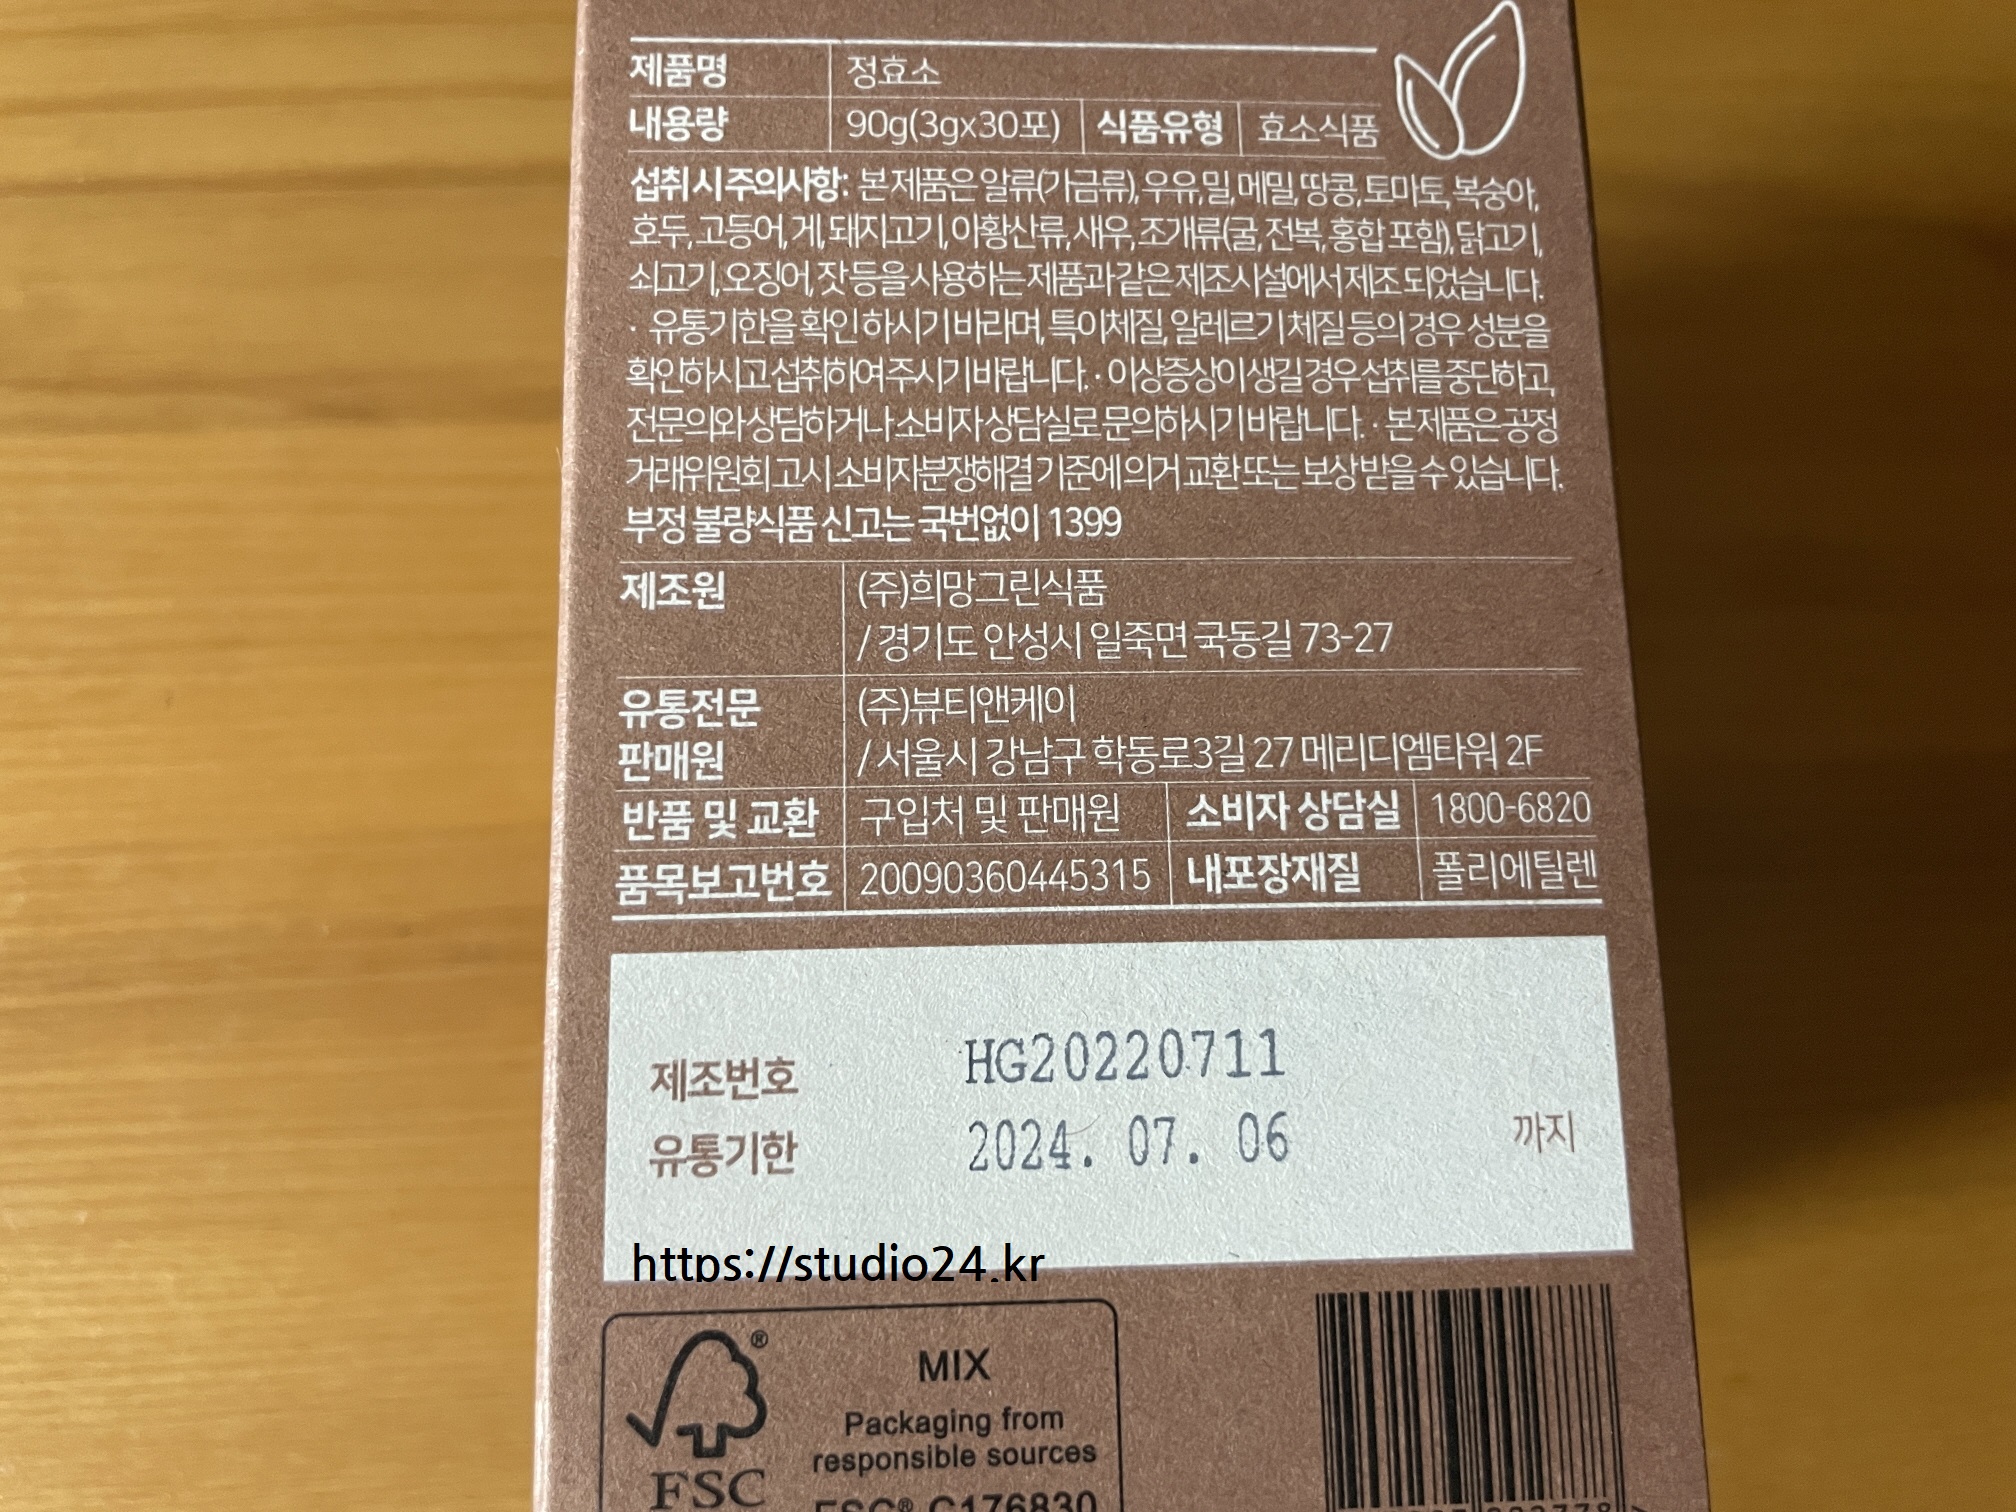 제품명 정효소
내용량 90g(3gx30포) 식품유형 효소식품
섭취 시 주의사항: 본 제품은 알류(가금류), 우유, 밀, 메밀, 땅콩, 토마토, 복숭아,
호두, 고등어, 게, 돼지고기, 아황산류, 새우, 조개류(굴, 전복, 홍합 포함), 닭고기,
쇠고기, 오징어, 잣 등을 사용하는 제품과 같은 제조시설에서 제조 되었습니다.
· 유통기한을 확인 하시기 바라며, 특이체질, 알레르기 체질 등의 경우 성분을
확인하시고 섭취하여 주시기 바랍니다. · 이상증상이 생길 경우 섭취를 중단하고,
전문의와 상담하거나 소비자 상담실로 문의하시기 바랍니다. · 본 제품은 공정
거래위원회 고시 소비자분쟁해결 기준에 의거 교환 또는 보상 받을 수 있습니다.
부정 불량식품 신고는 국번없이 1399
제조원 (주)희망그린식품
/ 경기도 안성시 일죽면 국동길 73-27
유통전문 (주)뷰티앤케이
판매원 / 서울시 강남구 학동로3길 27 메리디엠타워 2F
반품 및 교환 구입처 및 판매원 소비자 상담실 1800-6820
품목보고번호 20090360445315 내포장재질 폴리에틸렌
제조번호 HG20220711
유통기한 2024. 07. 06 까지
https://studio24.kr
MIX
Packaging from
responsible sources
FSC
FSC® C176830